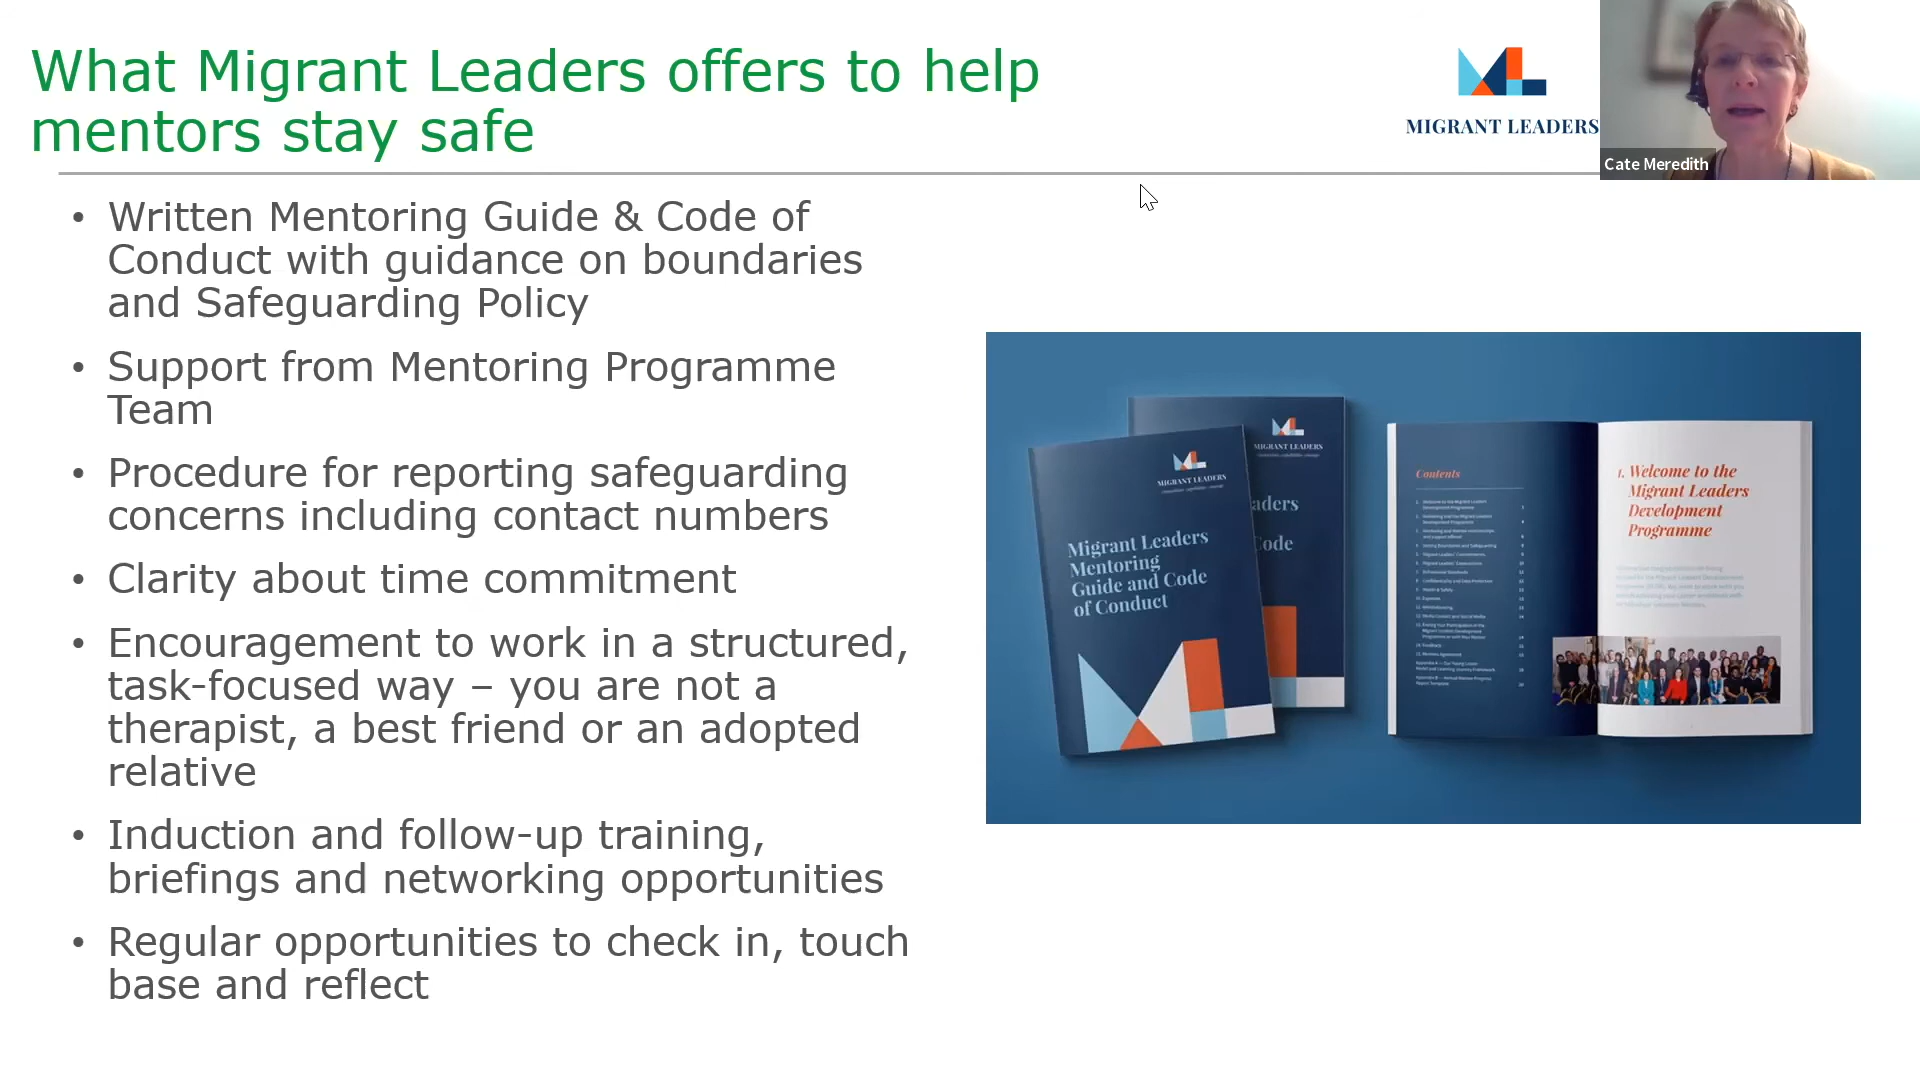 What Migrant Leaders offers to help
mentors stay safe
MIGRANT LEADERS
Cate Meredith
• Written Mentoring Guide & Code of
Conduct with guidance on boundaries
and Safeguarding Policy
• Support from Mentoring Programme
Team
• Procedure for reporting safeguarding
concerns including contact numbers
• Clarity about time commitment
• Encouragement to work in a structured,
task-focused way – you are not a
therapist, a best friend or an adopted
relative
• Induction and follow-up training,
briefings and networking opportunities
• Regular opportunities to check in, touch
base and reflect
MIGRANT LEADERS
Migrant Leaders
Mentoring
Guide and Code
of Conduct
MIGRANT LEADERS
aders
Code
Contents
1. Welcome to the
Migrant Leaders
Development
Programme